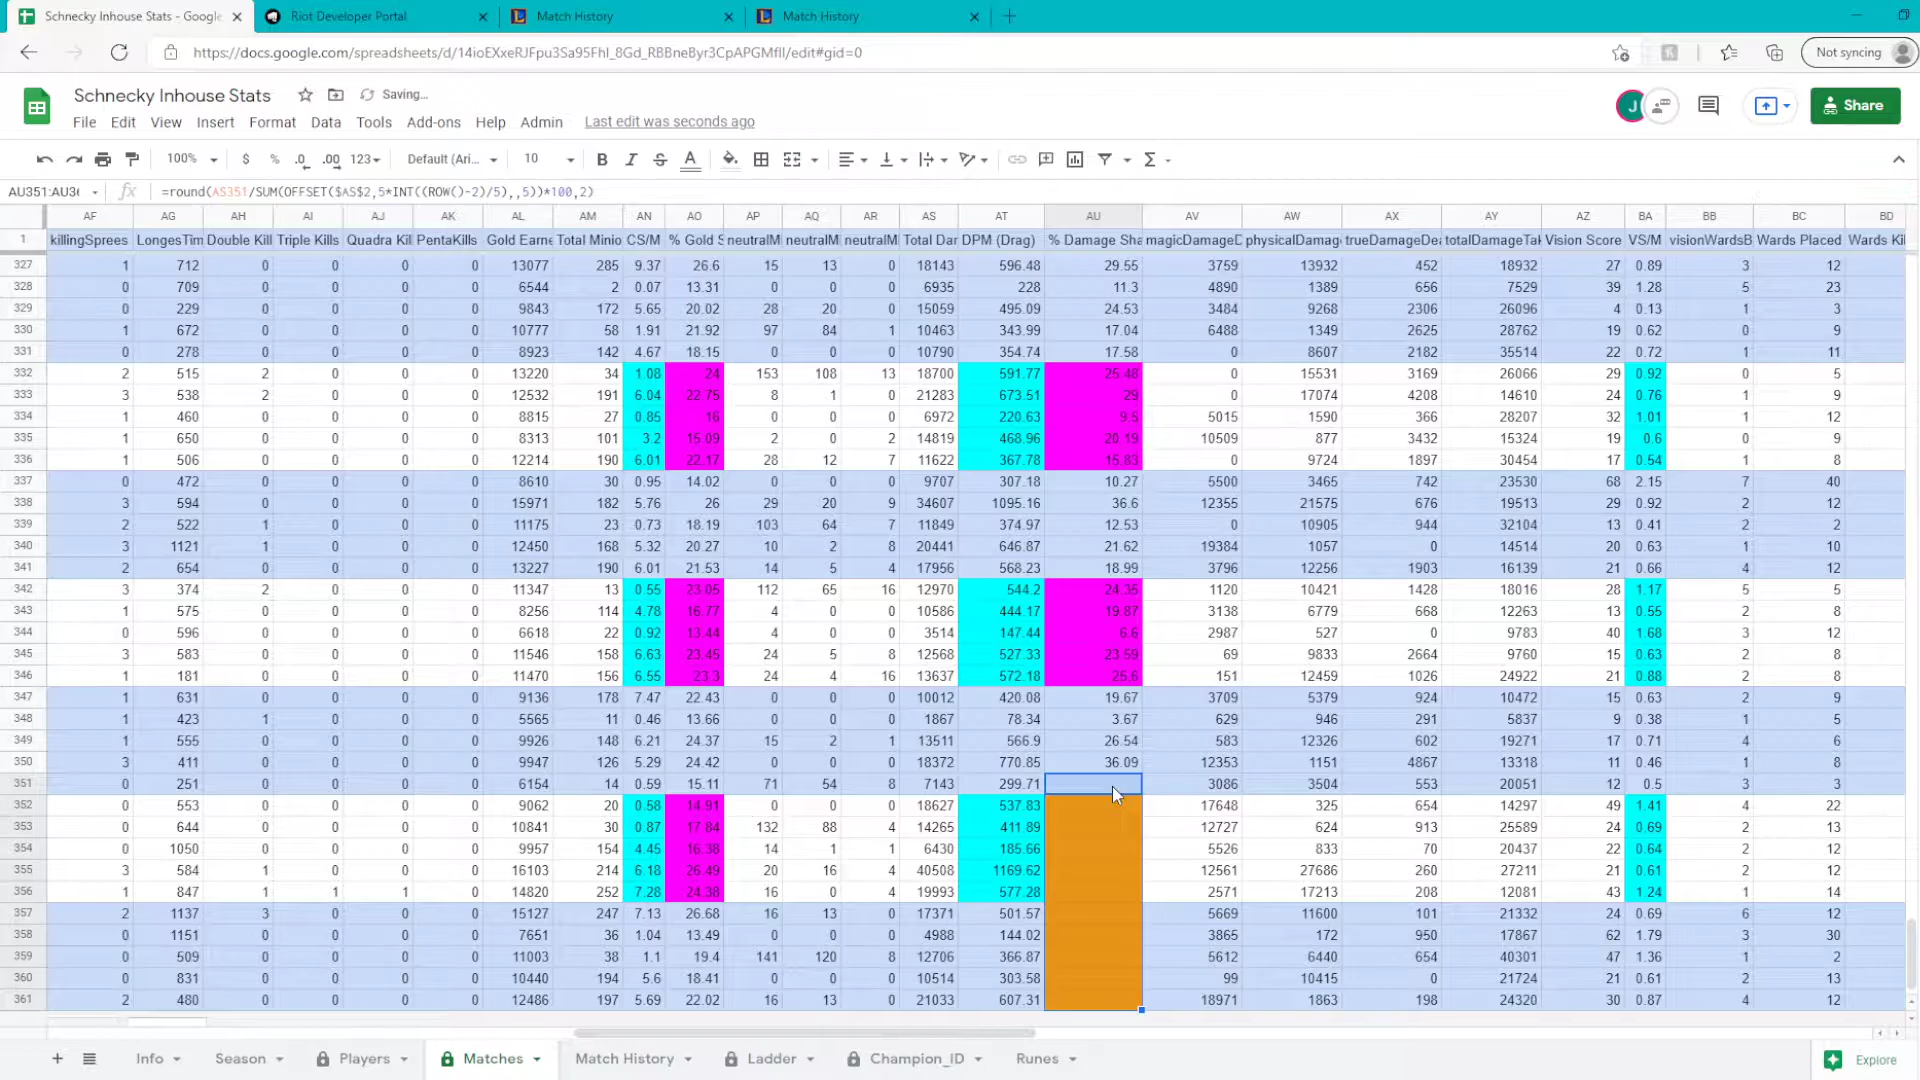 Schnecky Inhouse Stats - Google
Riot Developer Portal
Match History
Match History
https://docs.google.com/spreadsheets/d/14ioEXxeRJFpu3Sa95FhI_8Gd_RBBneByr3CpAPGMfII/edit#gid=0
Not syncing
Schnecky Inhouse Stats
Saving...
J
Share
File Edit View Insert Format Data Tools Add-ons Help Admin Last edit was seconds ago
100% $ % .0 .00 123 Default (Ari... 10 B I S A
AU351:AU36 fx =round(AS351/SUM(OFFSET($AS$2,5*INT((ROW()-2)/5),,5))*100,2)
AF AG AH AI AJ AK AL AM AN AO AP AQ AR AS AT AU AV AW AX AY AZ BA BB BC BD
1 killingSprees LongesTim Double Kill Triple Kills Quadra Kil PentaKills Gold Earne Total Minio CS/M % Gold S neutralM neutralM neutralM Total Dar DPM (Drag) % Damage Sha magicDamageD physicalDamag trueDamageDea totalDamageTak Vision Score VS/M visionWardsB Wards Placed Wards Ki
327 1 712 0 0 0 0 13077 285 9.37 26.6 15 13 0 18143 596.48 29.55 3759 13932 452 18932 27 0.89 3 12
328 0 709 0 0 0 0 6544 2 0.07 13.31 0 0 0 6935 228 11.3 4890 1389 656 7529 39 1.28 5 23
329 0 229 0 0 0 0 9843 172 5.65 20.02 28 20 0 15059 495.09 24.53 3484 9268 2306 26096 4 0.13 1 3
330 1 672 0 0 0 0 10777 58 1.91 21.92 97 84 1 10463 343.99 17.04 6488 1349 2625 28762 19 0.62 0 9
331 0 278 0 0 0 0 8923 142 4.67 18.15 0 0 0 10790 354.74 17.58 0 8607 2182 35514 22 0.72 1 11
332 2 515 2 0 0 0 13220 34 1.08 24 153 108 13 18700 591.77 25.48 0 15531 3169 26066 29 0.92 0 5
333 3 538 2 0 0 0 12532 191 6.04 22.75 8 1 0 21283 673.51 29 0 17074 4208 14610 24 0.76 1 9
334 1 460 0 0 0 0 8815 27 0.85 16 0 0 0 6972 220.63 9.5 5015 1590 366 28207 32 1.01 1 12
335 1 650 0 0 0 0 8313 101 3.2 15.09 2 0 2 14819 468.96 20.19 10509 877 3432 15324 19 0.6 0 9
336 1 506 0 0 0 0 12214 190 6.01 22.17 28 12 7 11622 367.78 15.83 0 9724 1897 30454 17 0.54 1 8
337 0 472 0 0 0 0 8610 30 0.95 14.02 0 0 0 9707 307.18 10.27 5500 3465 742 23530 68 2.15 7 40
338 3 594 0 0 0 0 15971 182 5.76 26 29 20 9 34607 1095.16 36.6 12355 21575 676 19513 29 0.92 2 12
339 2 522 1 0 0 0 11175 23 0.73 18.19 103 64 7 11849 374.97 12.53 0 10905 944 32104 13 0.41 2 2
340 3 1121 1 0 0 0 12450 168 5.32 20.27 10 2 8 20441 646.87 21.62 19384 1057 0 14514 20 0.63 1 10
341 2 654 0 0 0 0 13227 190 6.01 21.53 14 5 4 17956 568.23 18.99 3796 12256 1903 16139 21 0.66 4 12
342 3 374 2 0 0 0 11347 13 0.55 23.05 112 65 16 12970 544.2 24.35 1120 10421 1428 18016 28 1.17 5 5
343 1 575 0 0 0 0 8256 114 4.78 16.77 4 0 0 10586 444.17 19.87 3138 6779 668 12263 13 0.55 2 8
344 0 596 0 0 0 0 6618 22 0.92 13.44 4 0 0 3514 147.44 6.6 2987 527 0 9783 40 1.68 3 12
345 3 583 0 0 0 0 11546 158 6.63 23.45 24 5 8 12568 527.33 23.59 69 9833 2664 9760 15 0.63 2 8
346 1 181 0 0 0 0 11470 156 6.55 23.3 24 4 16 13637 572.18 25.6 151 12459 1026 24922 21 0.88 2 8
347 1 631 0 0 0 0 9136 178 7.47 22.43 0 0 0 10012 420.08 19.67 3709 5379 924 10472 15 0.63 2 9
348 1 423 1 0 0 0 5565 11 0.46 13.66 0 0 0 1867 78.34 3.67 629 946 291 5837 9 0.38 1 5
349 1 555 0 0 0 0 9926 148 6.21 24.37 15 2 1 13511 566.9 26.54 583 12326 602 19271 17 0.71 4 6
350 3 411 0 0 0 0 9947 126 5.29 24.42 0 0 0 18372 770.85 36.09 12353 1151 4867 13318 11 0.46 1 8
351 0 251 0 0 0 0 6154 14 0.59 15.11 71 54 8 7143 299.71 3086 3504 553 20051 12 0.5 3 3
352 0 553 0 0 0 0 9062 20 0.58 14.91 0 0 0 18627 537.83 17648 325 654 14297 49 1.41 4 22
353 0 644 0 0 0 0 10841 30 0.87 17.84 132 88 4 14265 411.89 12727 624 913 25589 24 0.69 2 13
354 0 1050 0 0 0 0 9957 154 4.45 16.38 14 1 1 6430 185.66 5526 833 70 20437 22 0.64 2 12
355 3 584 1 0 0 0 16103 214 6.18 26.49 20 16 4 40508 1169.62 12561 27686 260 27211 21 0.61 2 12
356 1 847 1 1 1 0 14820 252 7.28 24.38 16 0 4 19993 577.28 2571 17213 208 12081 43 1.24 1 14
357 2 1137 3 0 0 0 15127 247 7.13 26.68 16 13 0 17371 501.57 5669 11600 101 21332 24 0.69 6 12
358 0 1151 0 0 0 0 7651 36 1.04 13.49 0 0 0 4988 144.02 3865 172 950 17867 62 1.79 3 30
359 0 509 0 0 0 0 11003 38 1.1 19.4 141 120 8 12706 366.87 5612 6440 654 40301 47 1.36 1 2
360 0 831 0 0 0 0 10440 194 5.6 18.41 0 0 0 10514 303.58 99 10415 0 21724 21 0.61 2 13
361 2 480 0 0 0 0 12486 197 5.69 22.02 16 13 0 21033 607.31 18971 1863 198 24320 30 0.87 4 12
Info Season Players Matches Match History Ladder Champion_ID Runes Explore